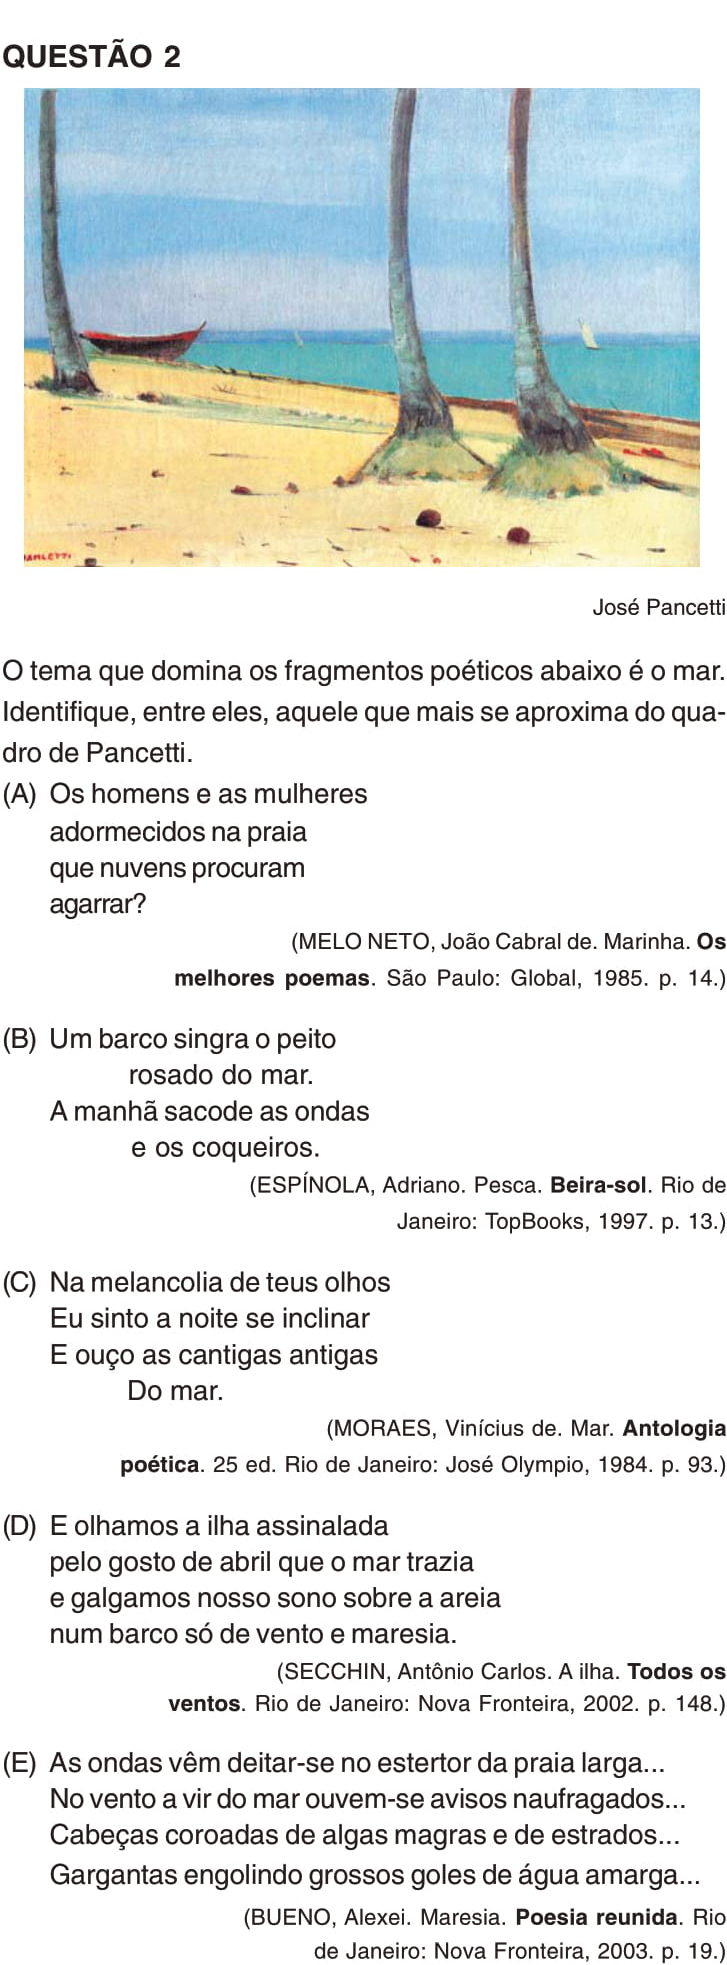 QUESTÃO 2
ANCETTI
José Pancetti
O tema que domina os fragmentos poéticos abaixo é o mar.
Identifique, entre eles, aquele que mais se aproxima do qua-
dro de Pancetti.
(A) Os homens e as mulheres
adormecidos na praia
que nuvens procuram
agarrar?
(MELO NETO, João Cabral de. Marinha. Os
melhores poemas. São Paulo: Global, 1985. p. 14.)
(B) Um barco singra o peito
rosado do mar.
A manhã sacode as ondas
e os coqueiros.
(ESPÍNOLA, Adriano. Pesca. Beira-sol. Rio de
Janeiro: TopBooks, 1997. p. 13.)
(C) Na melancolia de teus olhos
Eu sinto a noite se inclinar
E ouço as cantigas antigas
Do mar.
(MORAES, Vinícius de. Mar. Antologia
poética. 25 ed. Rio de Janeiro: José Olympio, 1984. p. 93.)
(D) E olhamos a ilha assinalada
pelo gosto de abril que o mar trazia
e galgamos nosso sono sobre a areia
num barco só de vento e maresia.
(SECCHIN, Antônio Carlos. A ilha. Todos os
ventos. Rio de Janeiro: Nova Fronteira, 2002. p. 148.)
(E) As ondas vêm deitar-se no estertor da praia larga...
No vento a vir do mar ouvem-se avisos naufragados...
Cabeças coroadas de algas magras e de estrados...
Gargantas engolindo grossos goles de água amarga...
(BUENO, Alexei. Maresia. Poesia reunida. Rio
de Janeiro: Nova Fronteira, 2003. p. 19.)